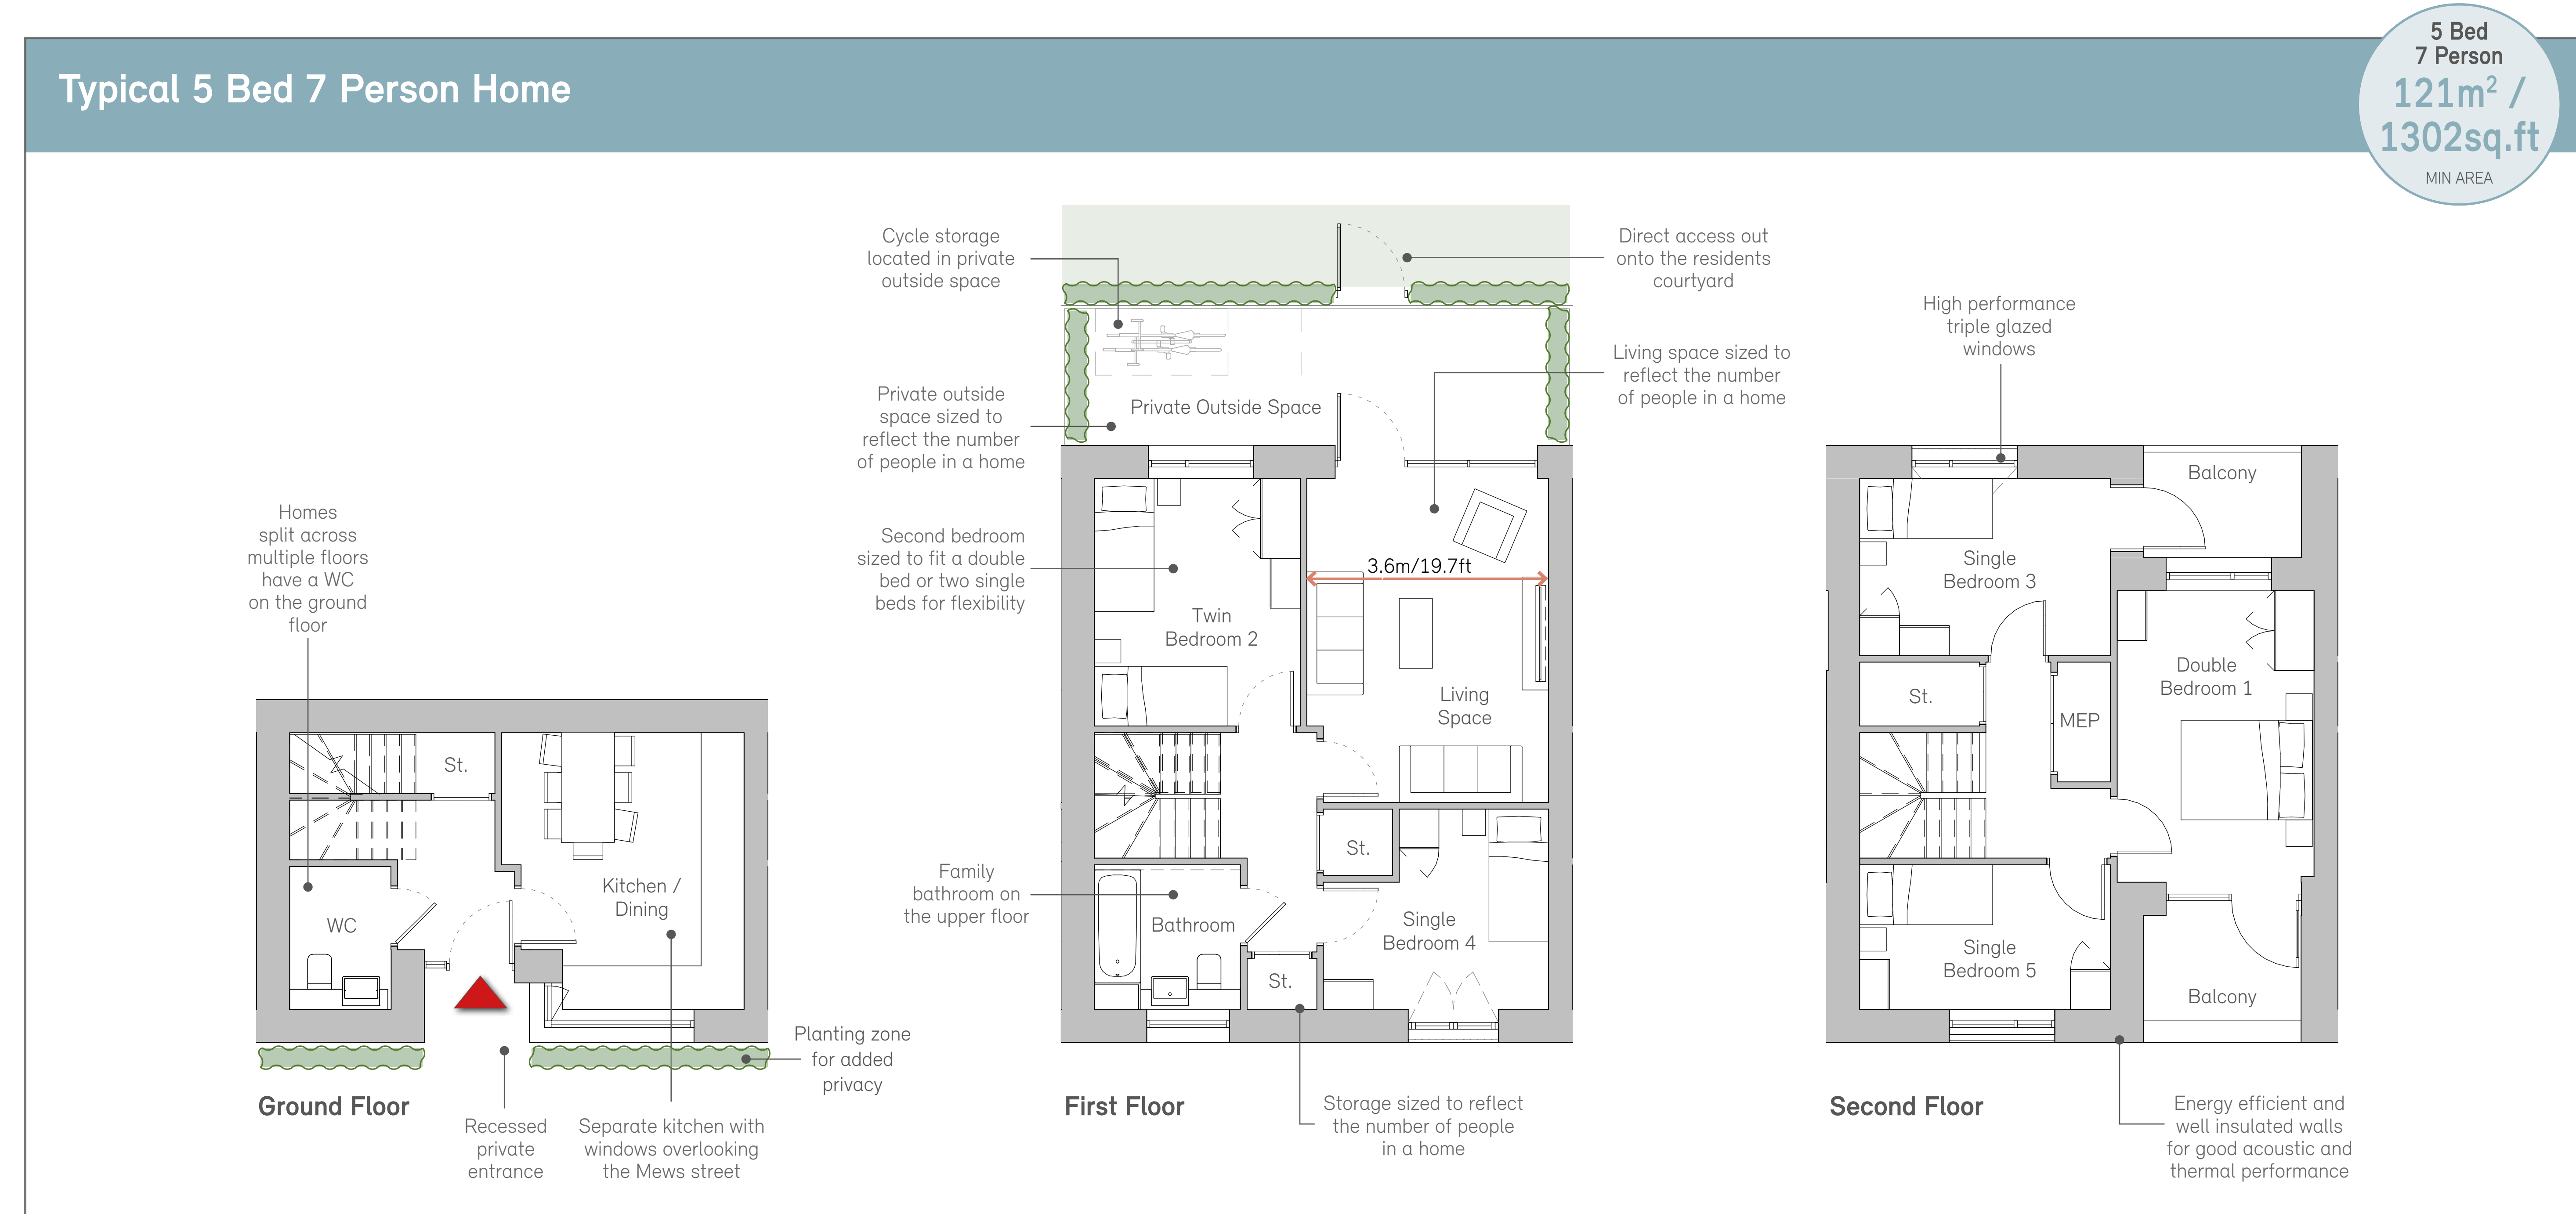 Typical 5 Bed 7 Person Home
5 Bed
7 Person
121m² /
1302sq.ft
MIN AREA
Homes
split across
multiple floors
have a WC
on the ground
floor
St.
WC
Kitchen /
Dining
Planting zone
for added
privacy
Ground Floor
Recessed
private
entrance
Separate kitchen with
windows overlooking
the Mews street
Cycle storage
located in private
outside space
Direct access out
onto the residents
courtyard
Private outside
space sized to
reflect the number
of people in a home
Private Outside Space
Living space sized to
reflect the number
of people in a home
Second bedroom
sized to fit a double
bed or two single
beds for flexibility
3.6m/19.7ft
Twin
Bedroom 2
Living
Space
St.
Family
bathroom on
the upper floor
Bathroom
Single
Bedroom 4
St.
First Floor
Storage sized to reflect
the number of people
in a home
High performance
triple glazed
windows
Balcony
Single
Bedroom 3
Double
Bedroom 1
St.
MEP
Single
Bedroom 5
Balcony
Second Floor
Energy efficient and
well insulated walls
for good acoustic and
thermal performance